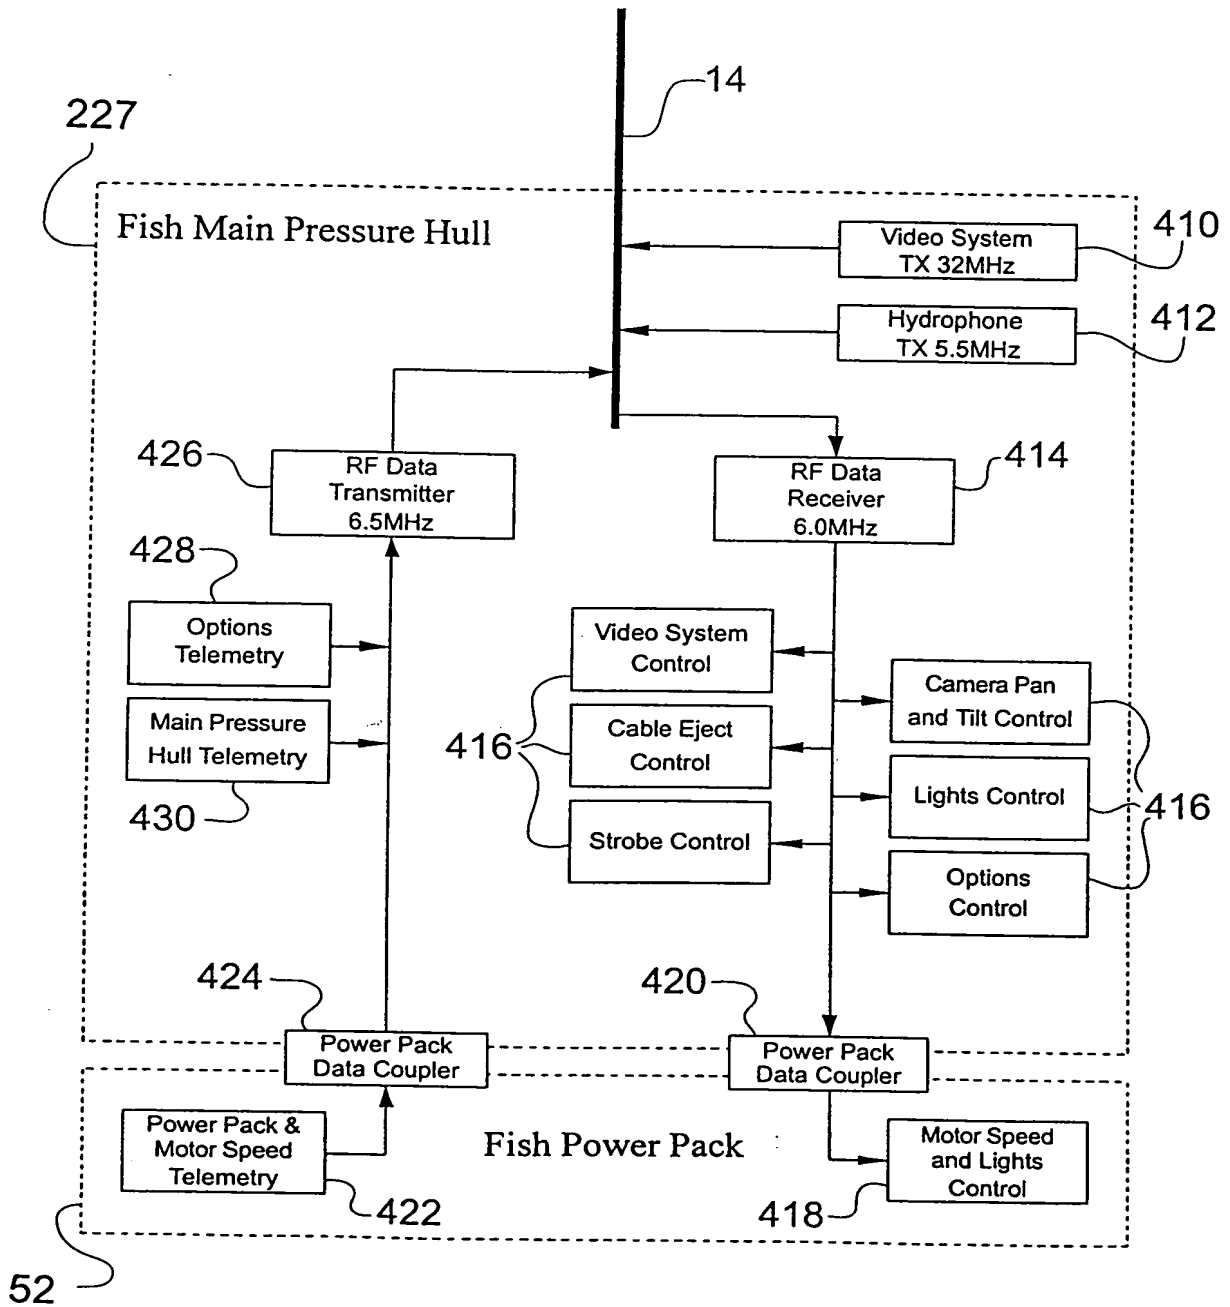 14
227
Fish Main Pressure Hull
Video System
TX 32MHz
410
Hydrophone
TX 5.5MHz
412
426
RF Data
Transmitter
6.5MHz
RF Data
Receiver
6.0MHz
414
428
Options
Telemetry
Main Pressure
Hull Telemetry
430
Video System
Control
Cable Eject
Control
Strobe Control
416
Camera Pan
and Tilt Control
Lights Control
Options
Control
416
424
Power Pack
Data Coupler
420
Power Pack
Data Coupler
Power Pack &
Motor Speed
Telemetry
422
Fish Power Pack
Motor Speed
and Lights
Control
418
52